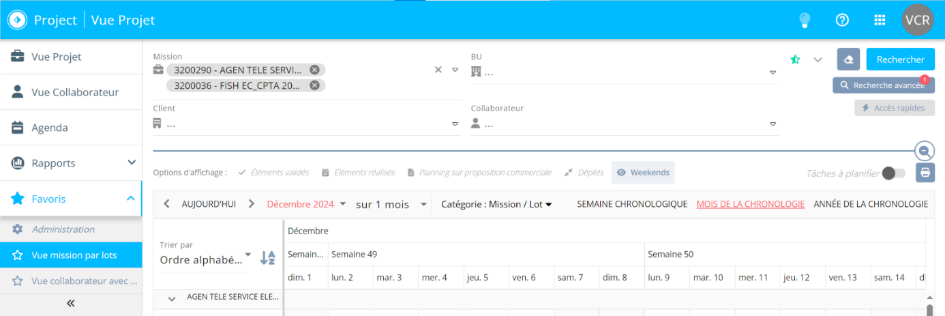 Project | Vue Projet
VCR
Vue Projet
Vue Collaborateur
Agenda
Rapports
Favoris
Administration
Vue mission par lots
Vue collaborateur avec ...
Mission
3200290 - AGEN TELE SERVI...
3200036 - FISH EC_CPTA 20...
BU
...
Client
...
Collaborateur
...
Rechercher
Recherche avancée
1
Accès rapides
Options d'affichage :
Éléments validés
Éléments réalisés
Planning sur proposition commerciale
Dépliés
Weekends
Tâches à planifier
AUJOURD'HUI
Décembre 2024
sur 1 mois
Catégorie : Mission / Lot
SEMAINE CHRONOLOGIQUE
MOIS DE LA CHRONOLOGIE
ANNÉE DE LA CHRONOLOGIE
Trier par
Ordre alphabé...
Décembre
Semain... Semaine 49 Semaine 50
dim. 1 lun. 2 mar. 3 mer. 4 jeu. 5 ven. 6 sam. 7 dim. 8 lun. 9 mar. 10 mer. 11 jeu. 12 ven. 13 sam. 14
AGEN TELE SERVICE ELE...